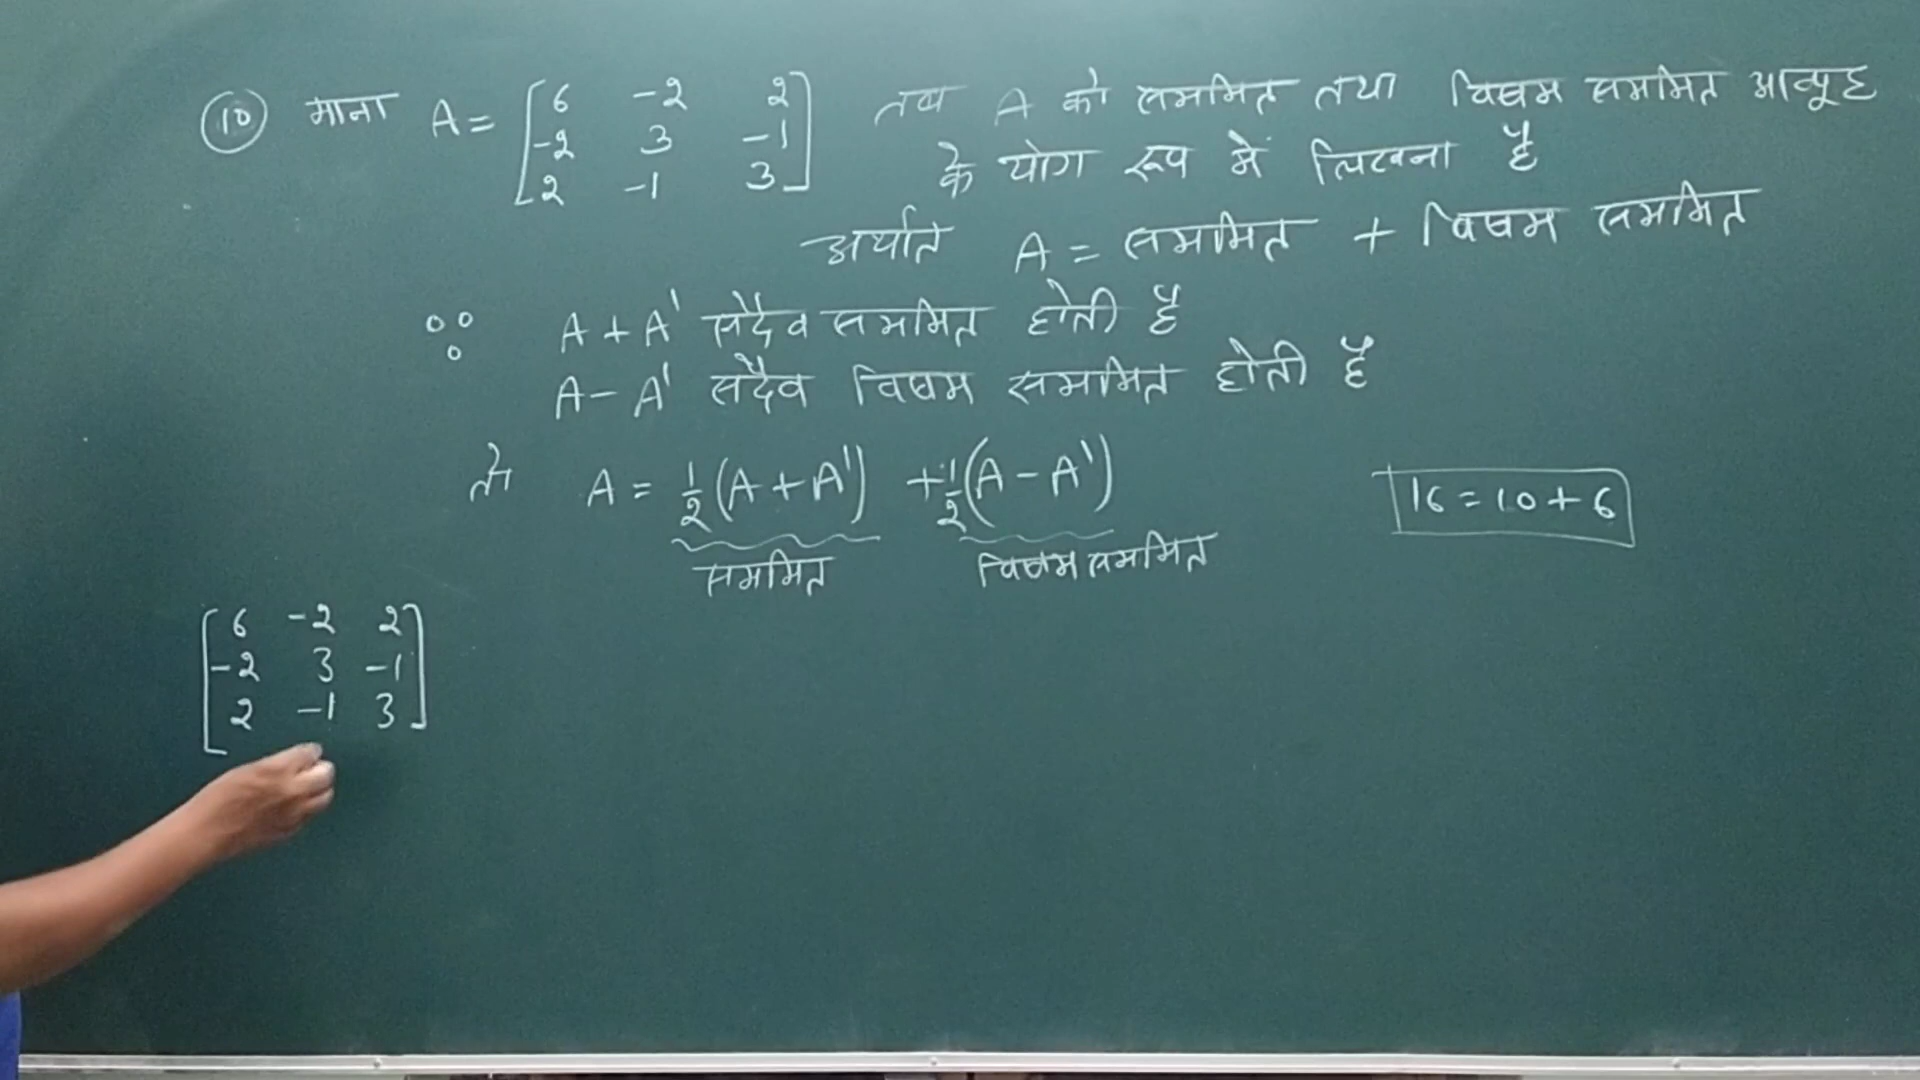 (10) माना A = [6 -2 2 तब A को सममित तथा विषम सममित आव्यूह
-2 3 -1
2 -1 3] के योग रूप में लिखना है
अर्थात A = सममित + विषम सममित
∵ A + A' सदैव सममित होती है
A - A' सदैव विषम सममित होती है
तो A = 1/2 (A + A') + 1/2 (A - A')
सममित विषम सममित
16 = 10 + 6
[6 -2 2
-2 3 -1
2 -1 3]